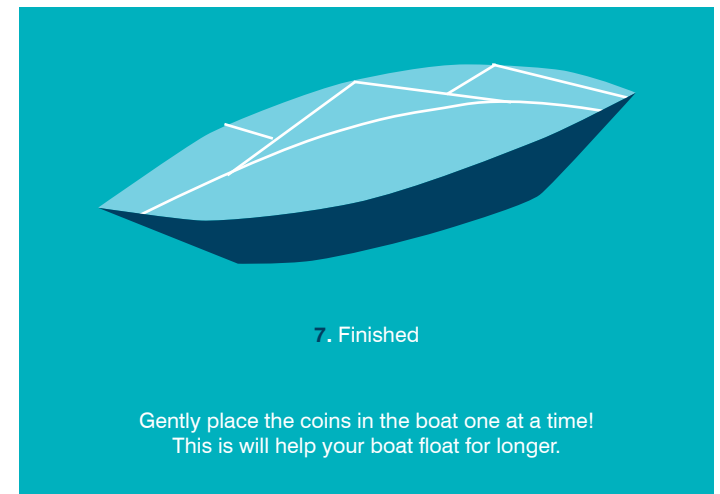 7. Finished
Gently place the coins in the boat one at a time!
This is will help your boat float for longer.